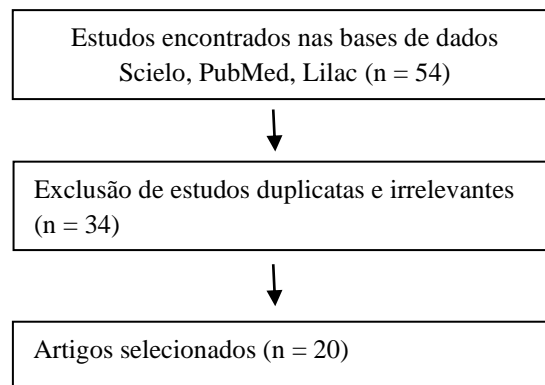 Estudos encontrados nas bases de dados
Scielo, PubMed, Lilac (n = 54)
Exclusão de estudos duplicatas e irrelevantes
(n = 34)
Artigos selecionados (n = 20)